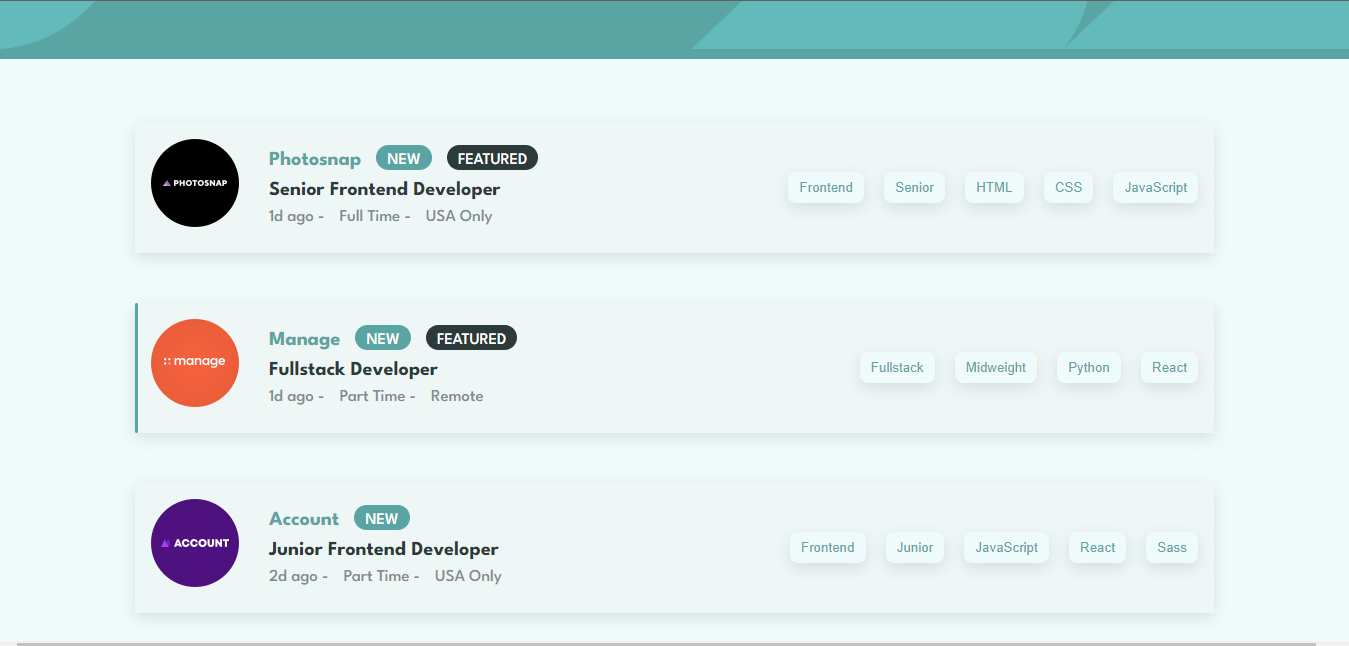 PHOTOSNAP
Photosnap NEW FEATURED
Senior Frontend Developer
1d ago - Full Time - USA Only
Frontend Senior HTML CSS JavaScript
manage
Manage NEW FEATURED
Fullstack Developer
1d ago - Part Time - Remote
Fullstack Midweight Python React
ACCOUNT
Account NEW
Junior Frontend Developer
2d ago - Part Time - USA Only
Frontend Junior JavaScript React Sass